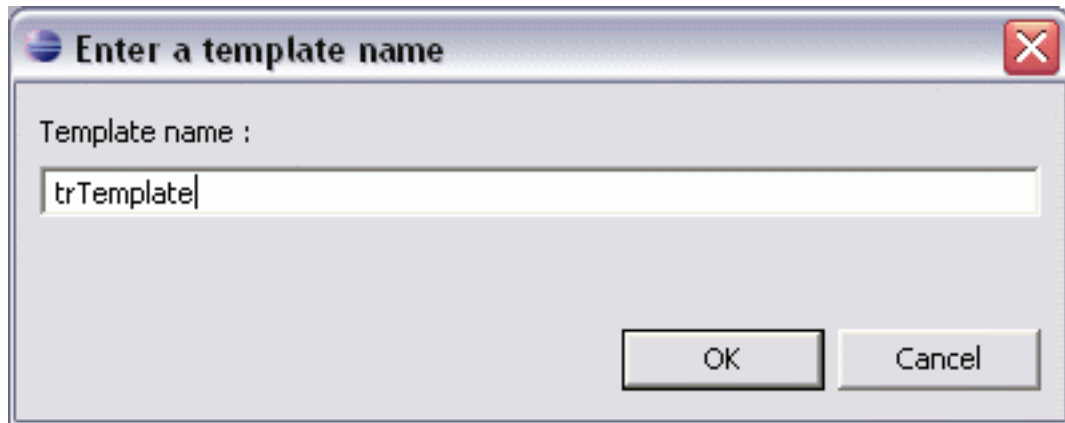 Enter a template name
Template name :
trTemplate
OK
Cancel